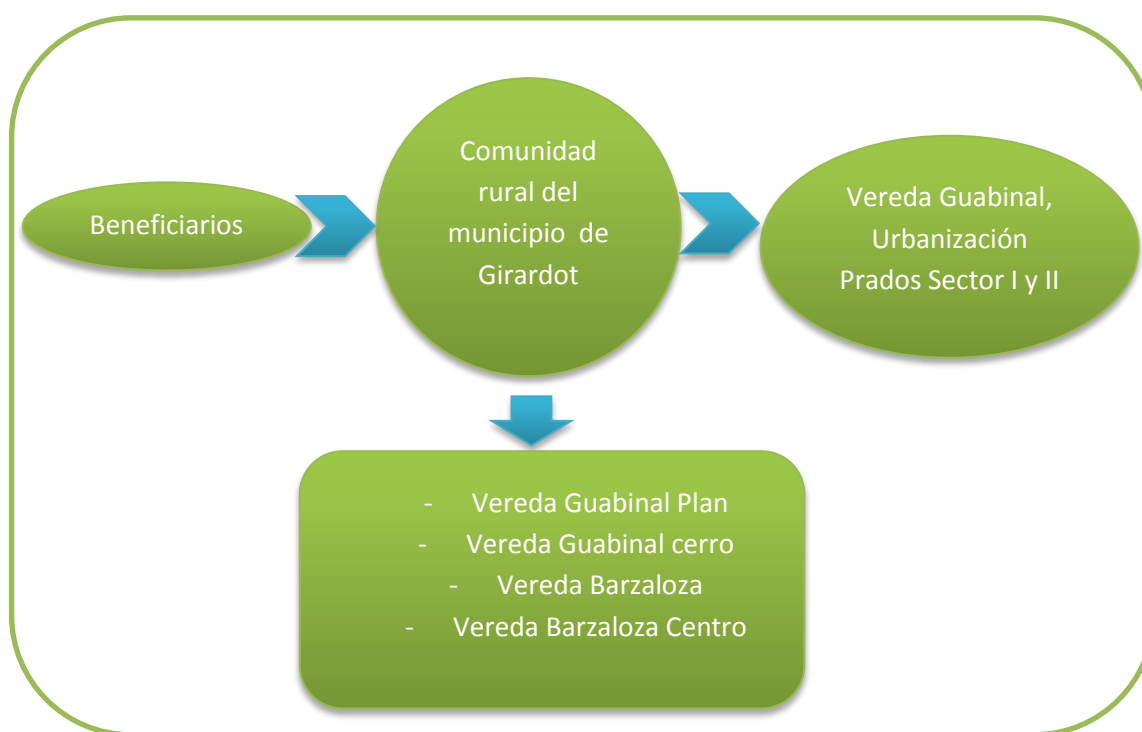 Beneficiarios
Comunidad
rural del
municipio de
Girardot
Vereda Guabinal,
Urbanización
Prados Sector I y II
- Vereda Guabinal Plan
- Vereda Guabinal cerro
- Vereda Barzaloza
- Vereda Barzaloza Centro